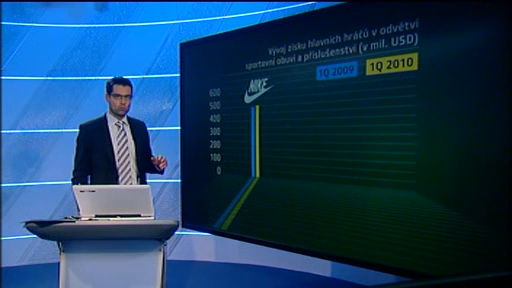 Vývoj zisku hlavních hráčů v odvětví
sportovní obuvi a příslušenství (v mil. USD)
1Q 2009 1Q 2010
NIKE
600
500
400
300
200
100
0